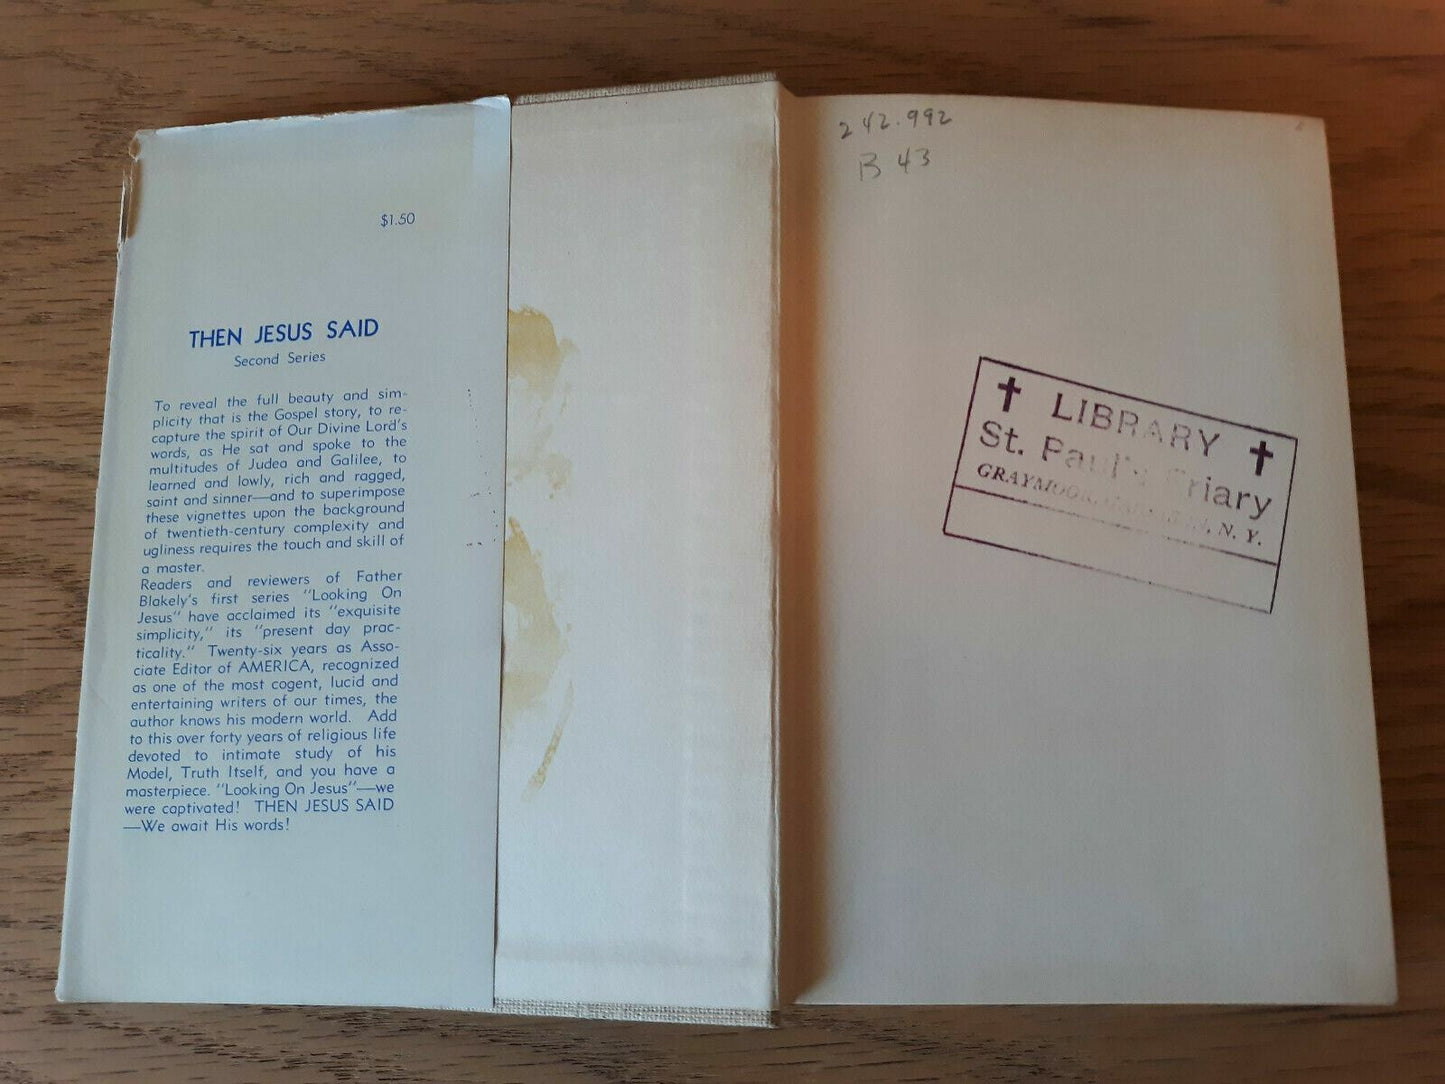 $1.50
THEN JESUS SAID
Second Series
To reveal the full beauty and sim-
plicity that is the Gospel story, to re-
capture the spirit of Our Divine Lord's
words, as He sat and spoke to the
multitudes of Judea and Galilee, to
learned and lowly, rich and ragged,
saint and sinner—and to superimpose
these vignettes upon the background
of twentieth-century complexity and
ugliness requires the touch and skill of
a master.
Readers and reviewers of Father
Blakely's first series "Looking On
Jesus" have acclaimed its "exquisite
simplicity," its "present day prac-
ticality." Twenty-six years as Asso-
ciate Editor of AMERICA, recognized
as one of the most cogent, lucid and
entertaining writers of our times, the
author knows his modern world. Add
to this over forty years of religious life
devoted to intimate study of his
Model, Truth Itself, and you have a
masterpiece. "Looking On Jesus"—we
were captivated! THEN JESUS SAID
—We await His words!
242.992
B 43
LIBRARY
St. Paul's Friary
GRAYMOOR, N. Y.